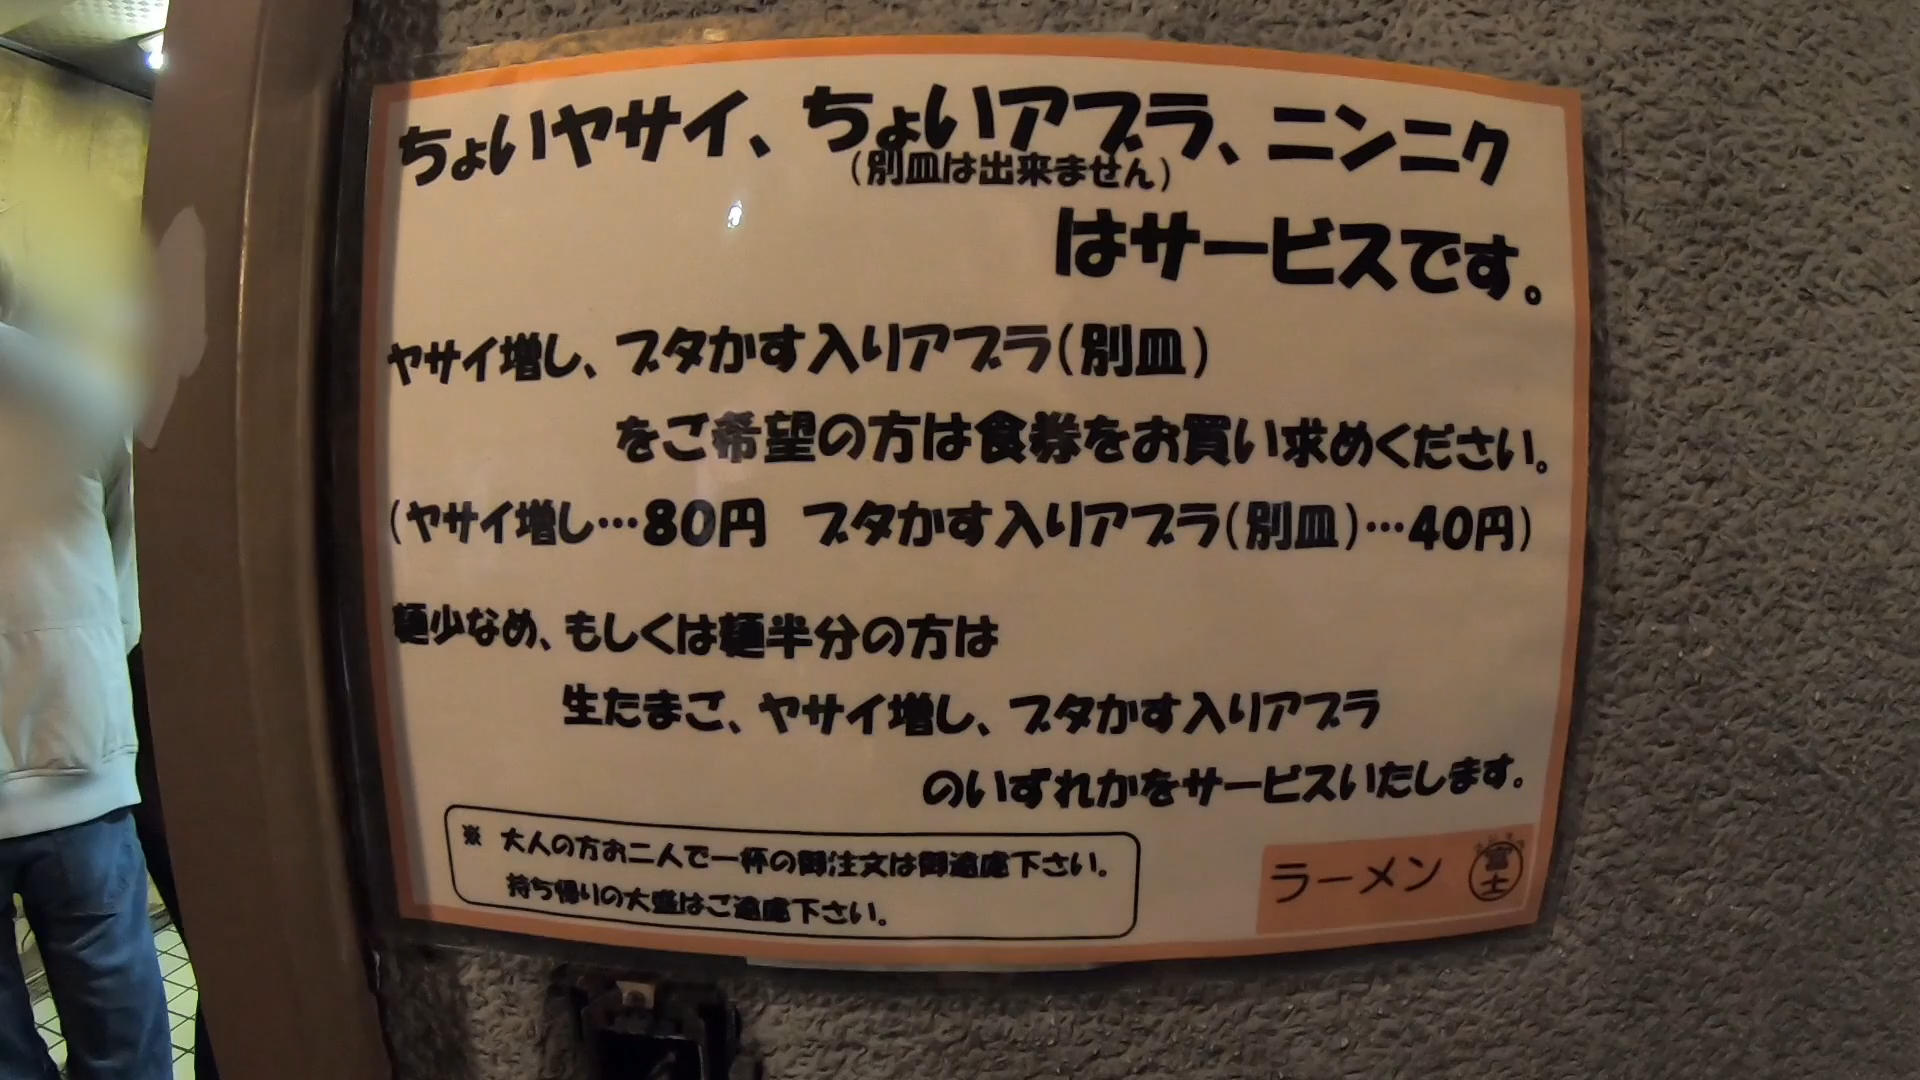 ちょいヤサイ、ちょいアブラ、ニンニク
(別皿は出来ません)
はサービスです。
ヤサイ増し、ブタかす入りアブラ(別皿)
をご希望の方は食券をお買い求めください。
(ヤサイ増し…80円　ブタかす入りアブラ(別皿)…40円)
麺少なめ、もしくは麺半分の方は
生たまご、ヤサイ増し、ブタかす入りアブラ
のいずれかをサービスいたします。
※ 大人の方お二人で一杯の御注文は御遠慮下さい。
持ち帰りの大盛はご遠慮下さい。
ラーメン 富士